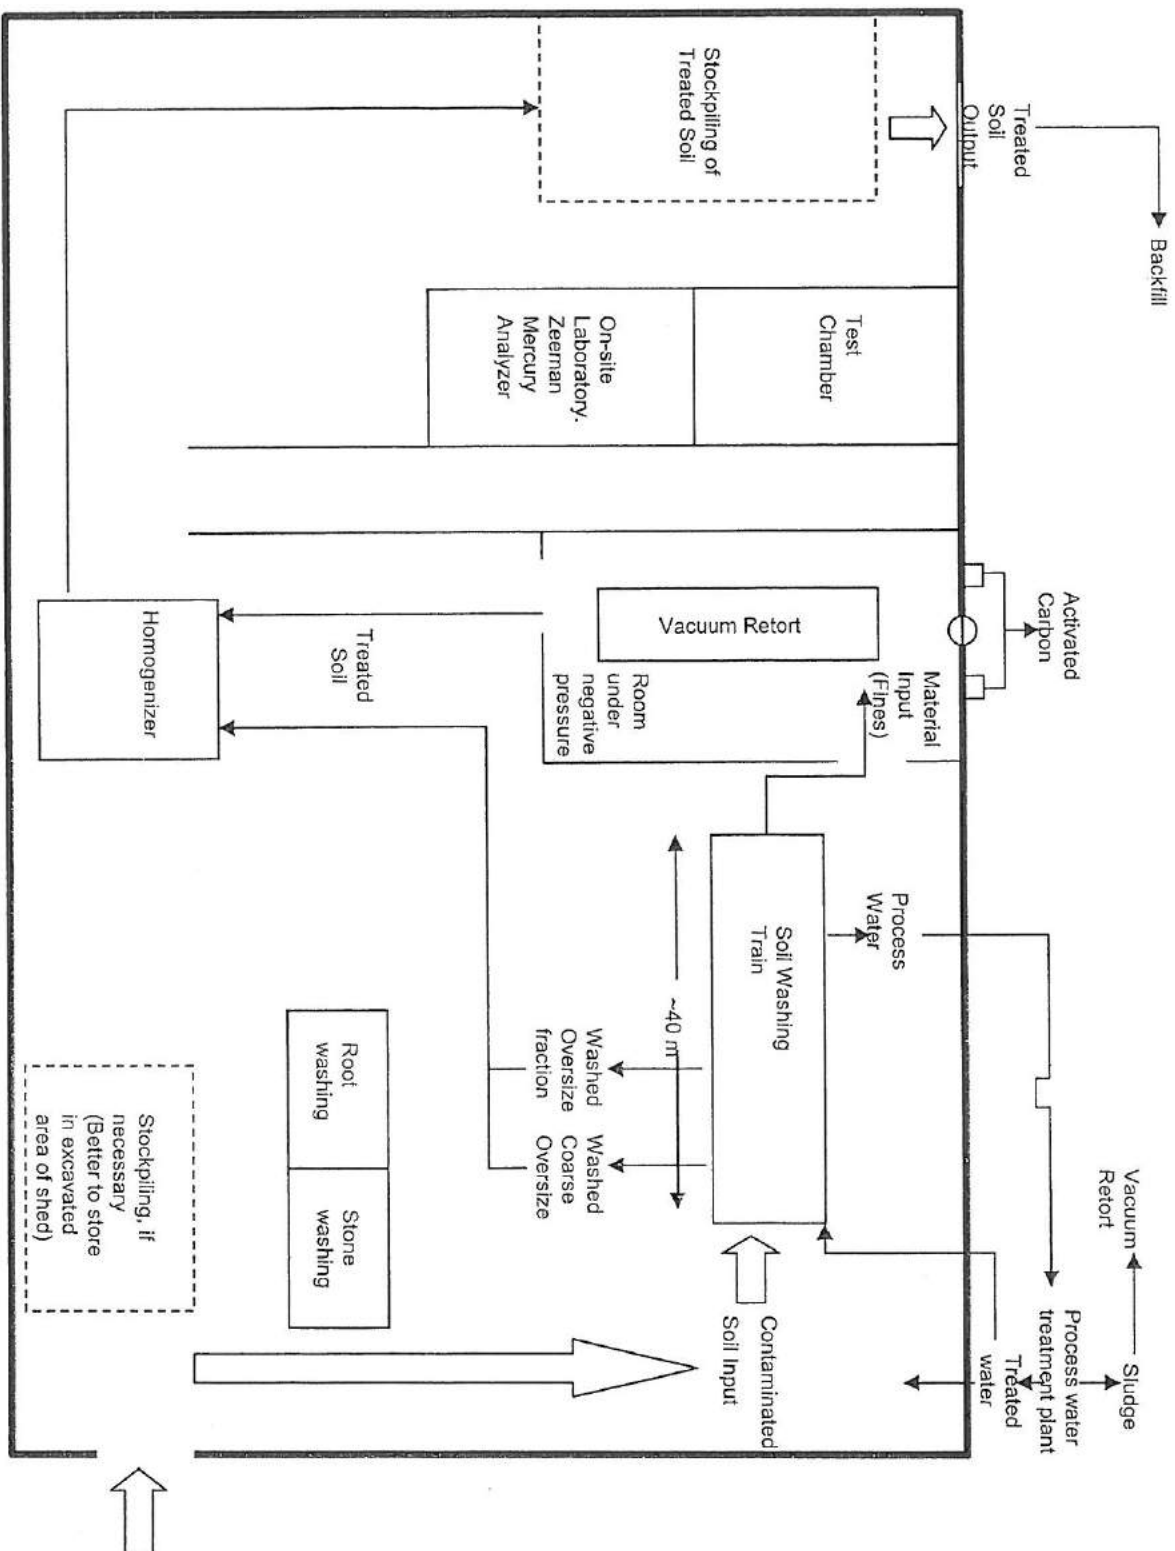 Treated
Soil
Output
Backfill
Stockpiling of
Treated Soil
Test
Chamber
On-site
Laboratory.
Zeeman
Mercury
Analyzer
Activated
Carbon
Vacuum Retort
Material
Input
(Fines)
Room
under
negative
pressure
Treated
Soil
Homogenizer
Process
Water
Soil Washing
Train
~40 m
Washed
Oversize
fraction
Washed
Coarse
Oversize
Root
washing
Stone
washing
Stockpiling, if
necessary
(Better to store
in excavated
area of shed)
Contaminated
Soil Input
Vacuum
Retort
Sludge
Process water
treatment plant
Treated
water